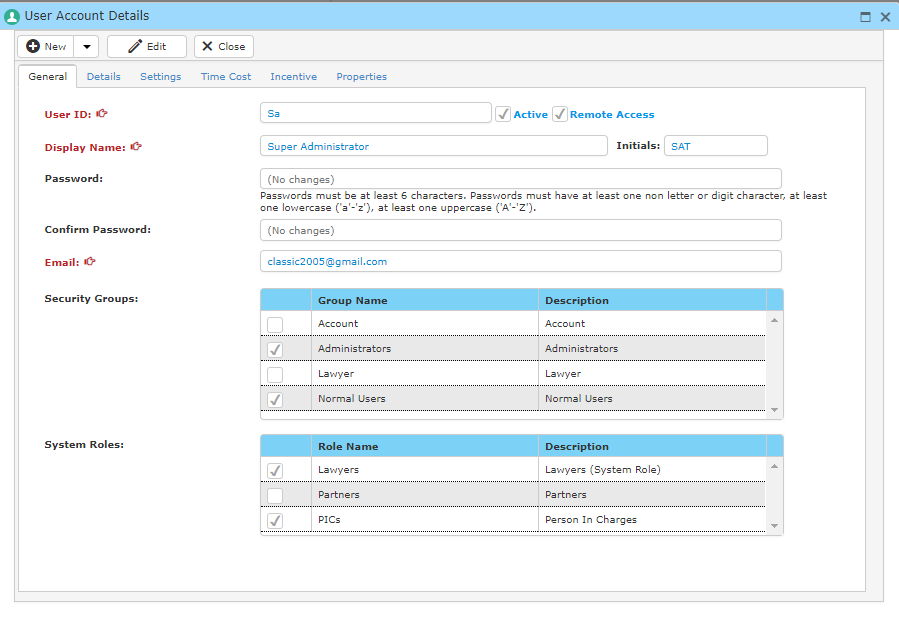 User Account Details
New Edit Close
General Details Settings Time Cost Incentive Properties
User ID: Sa Active Remote Access
Display Name: Super Administrator Initials: SAT
Password: (No changes)
Passwords must be at least 6 characters. Passwords must have at least one non letter or digit character, at least
one lowercase ('a'-'z'), at least one uppercase ('A'-'Z').
Confirm Password: (No changes)
Email: classic2005@gmail.com
Security Groups:
Group Name Description
Account Account
Administrators Administrators
Lawyer Lawyer
Normal Users Normal Users
System Roles:
Role Name Description
Lawyers Lawyers (System Role)
Partners Partners
PICs Person In Charges